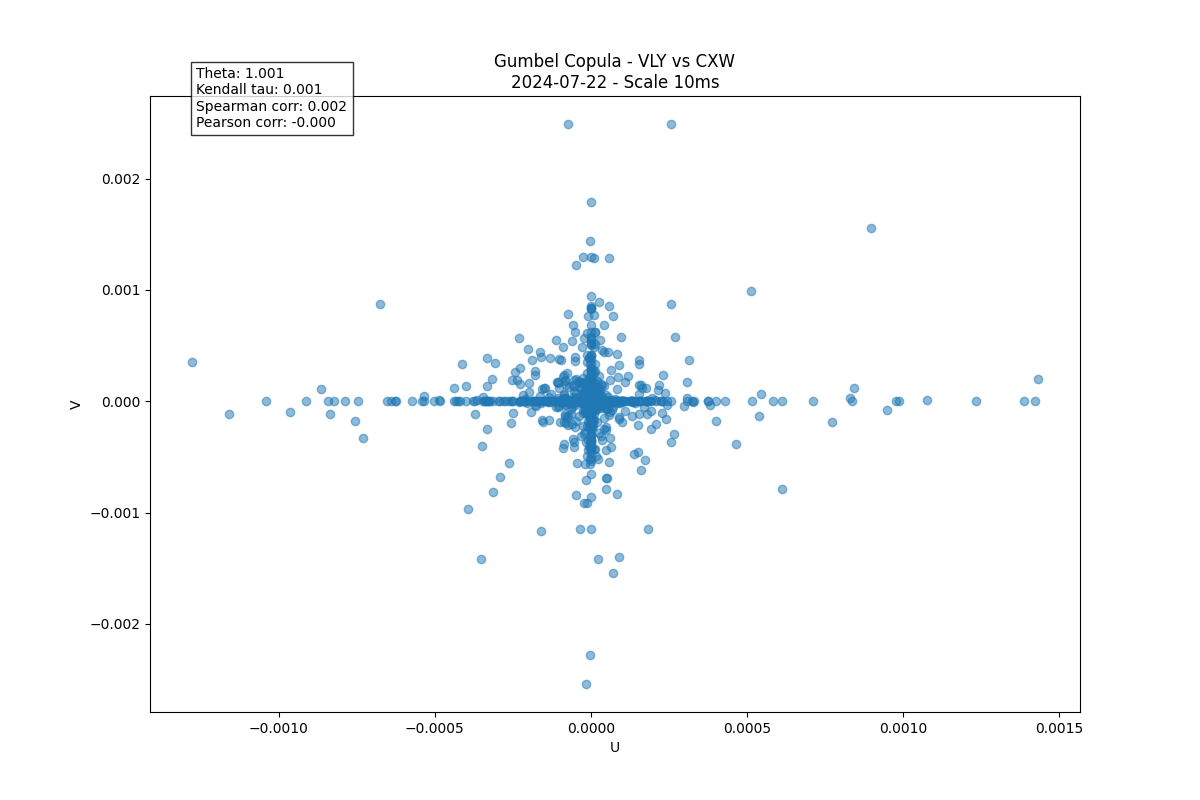 Gumbel Copula - VLY vs CXW
2024-07-22 - Scale 10ms
Theta: 1.001
Kendall tau: 0.001
Spearman corr: 0.002
Pearson corr: -0.000
V
0.002
0.001
0.000
−0.001
−0.002
−0.0010
−0.0005
0.0000
0.0005
0.0010
0.0015
U